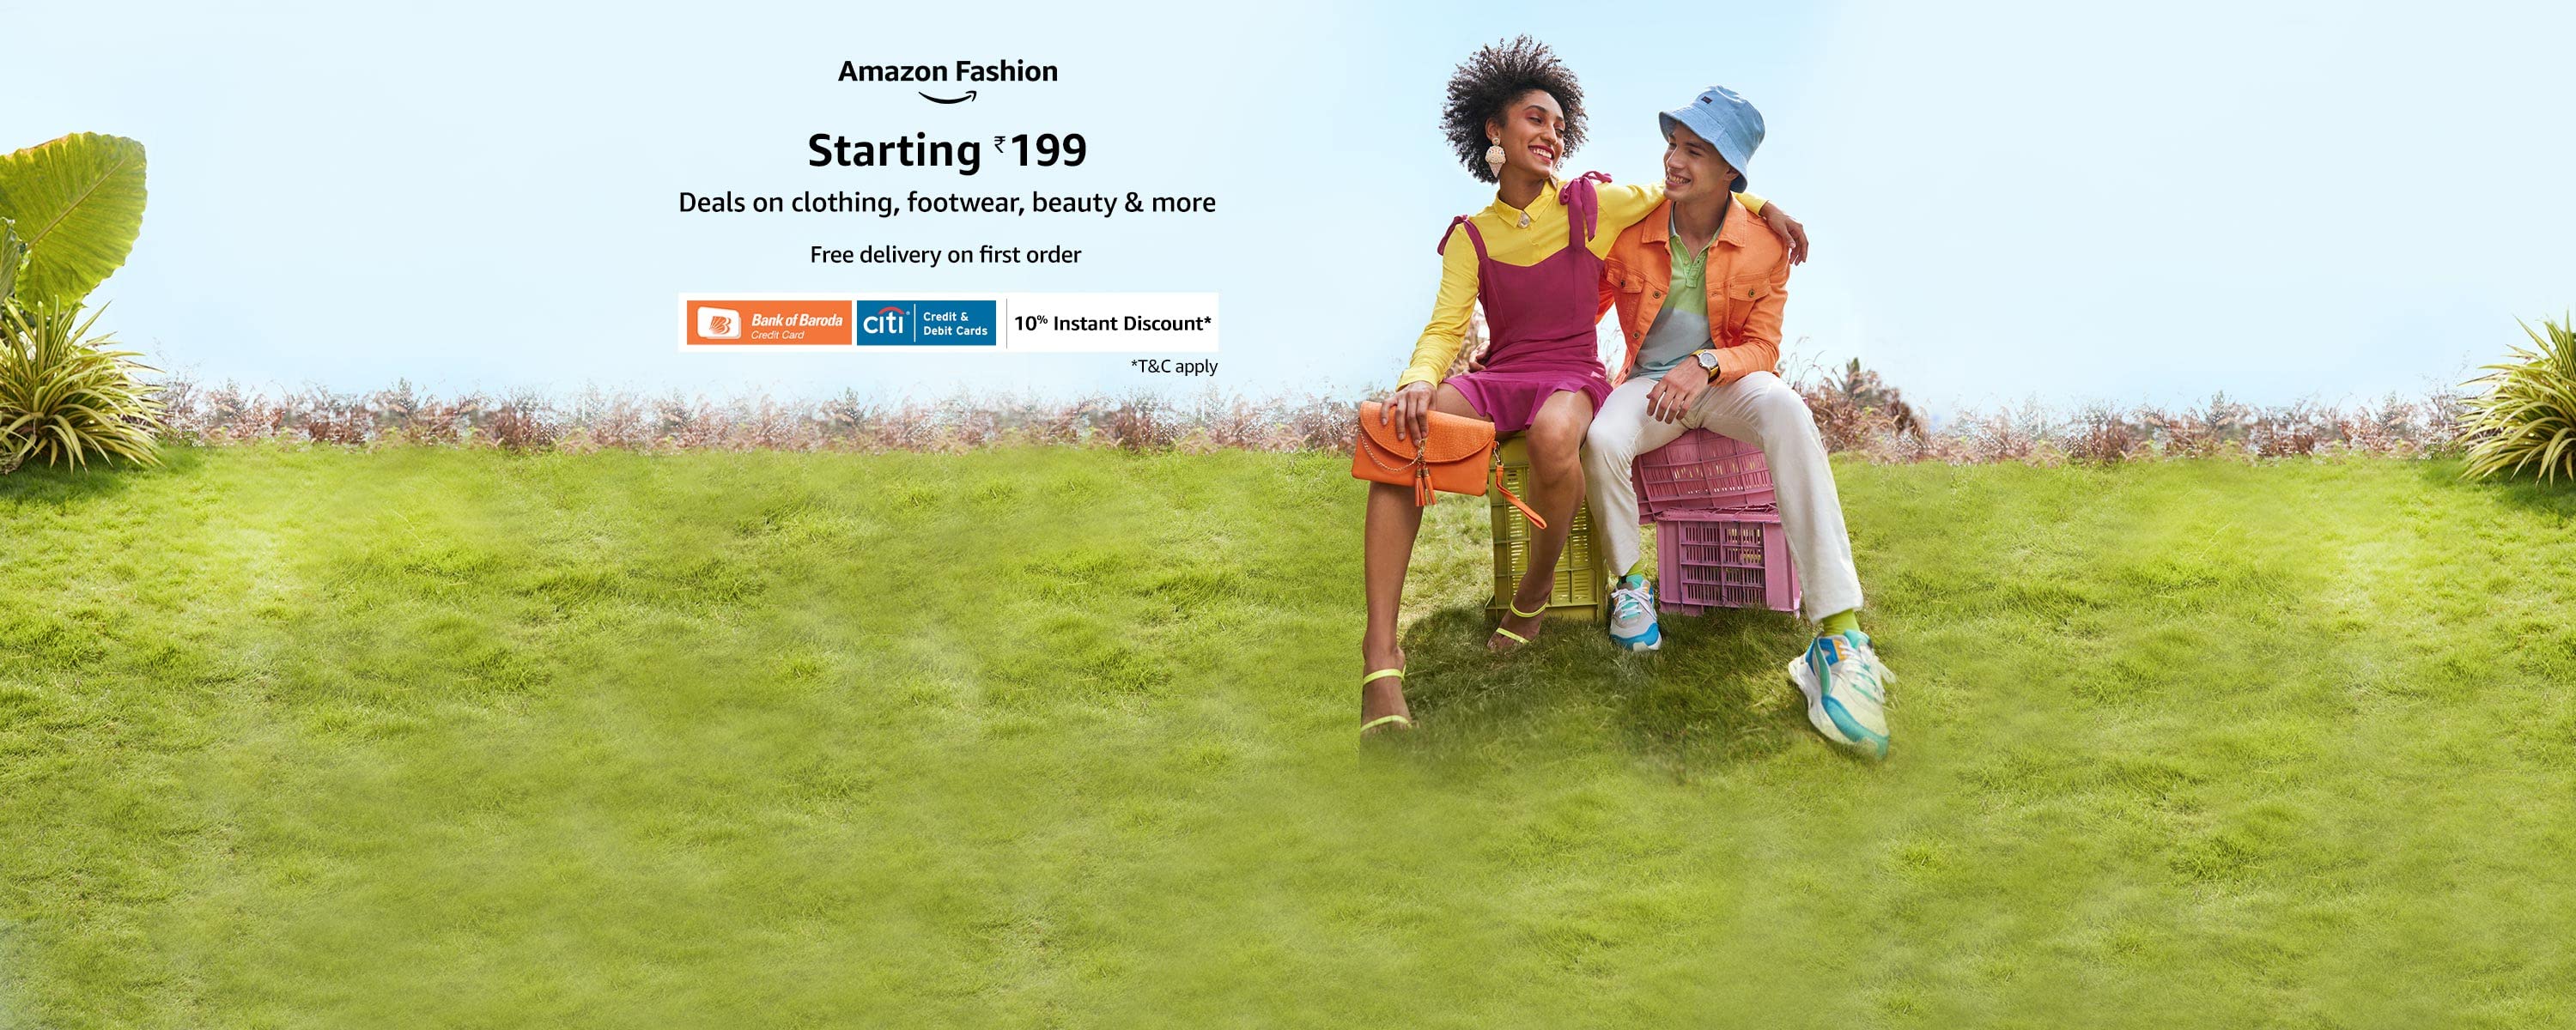 Amazon Fashion
Starting ₹199
Deals on clothing, footwear, beauty & more
Free delivery on first order
Bank of Baroda
Credit Card
citi
Credit &
Debit Cards
10% Instant Discount*
*T&C apply